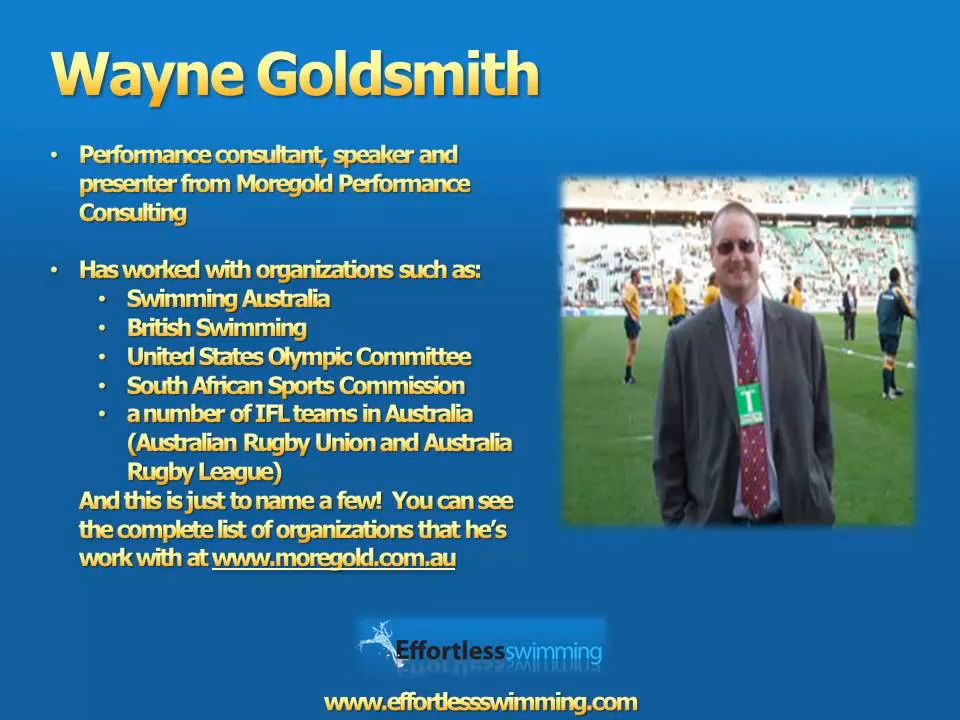 Wayne Goldsmith
• Performance consultant, speaker and
presenter from Moregold Performance
Consulting
• Has worked with organizations such as:
• Swimming Australia
• British Swimming
• United States Olympic Committee
• South African Sports Commission
• a number of IFL teams in Australia
(Australian Rugby Union and Australia
Rugby League)
And this is just to name a few! You can see
the complete list of organizations that he's
work with at www.moregold.com.au
T
Effortlessswimming
www.effortlessswimming.com